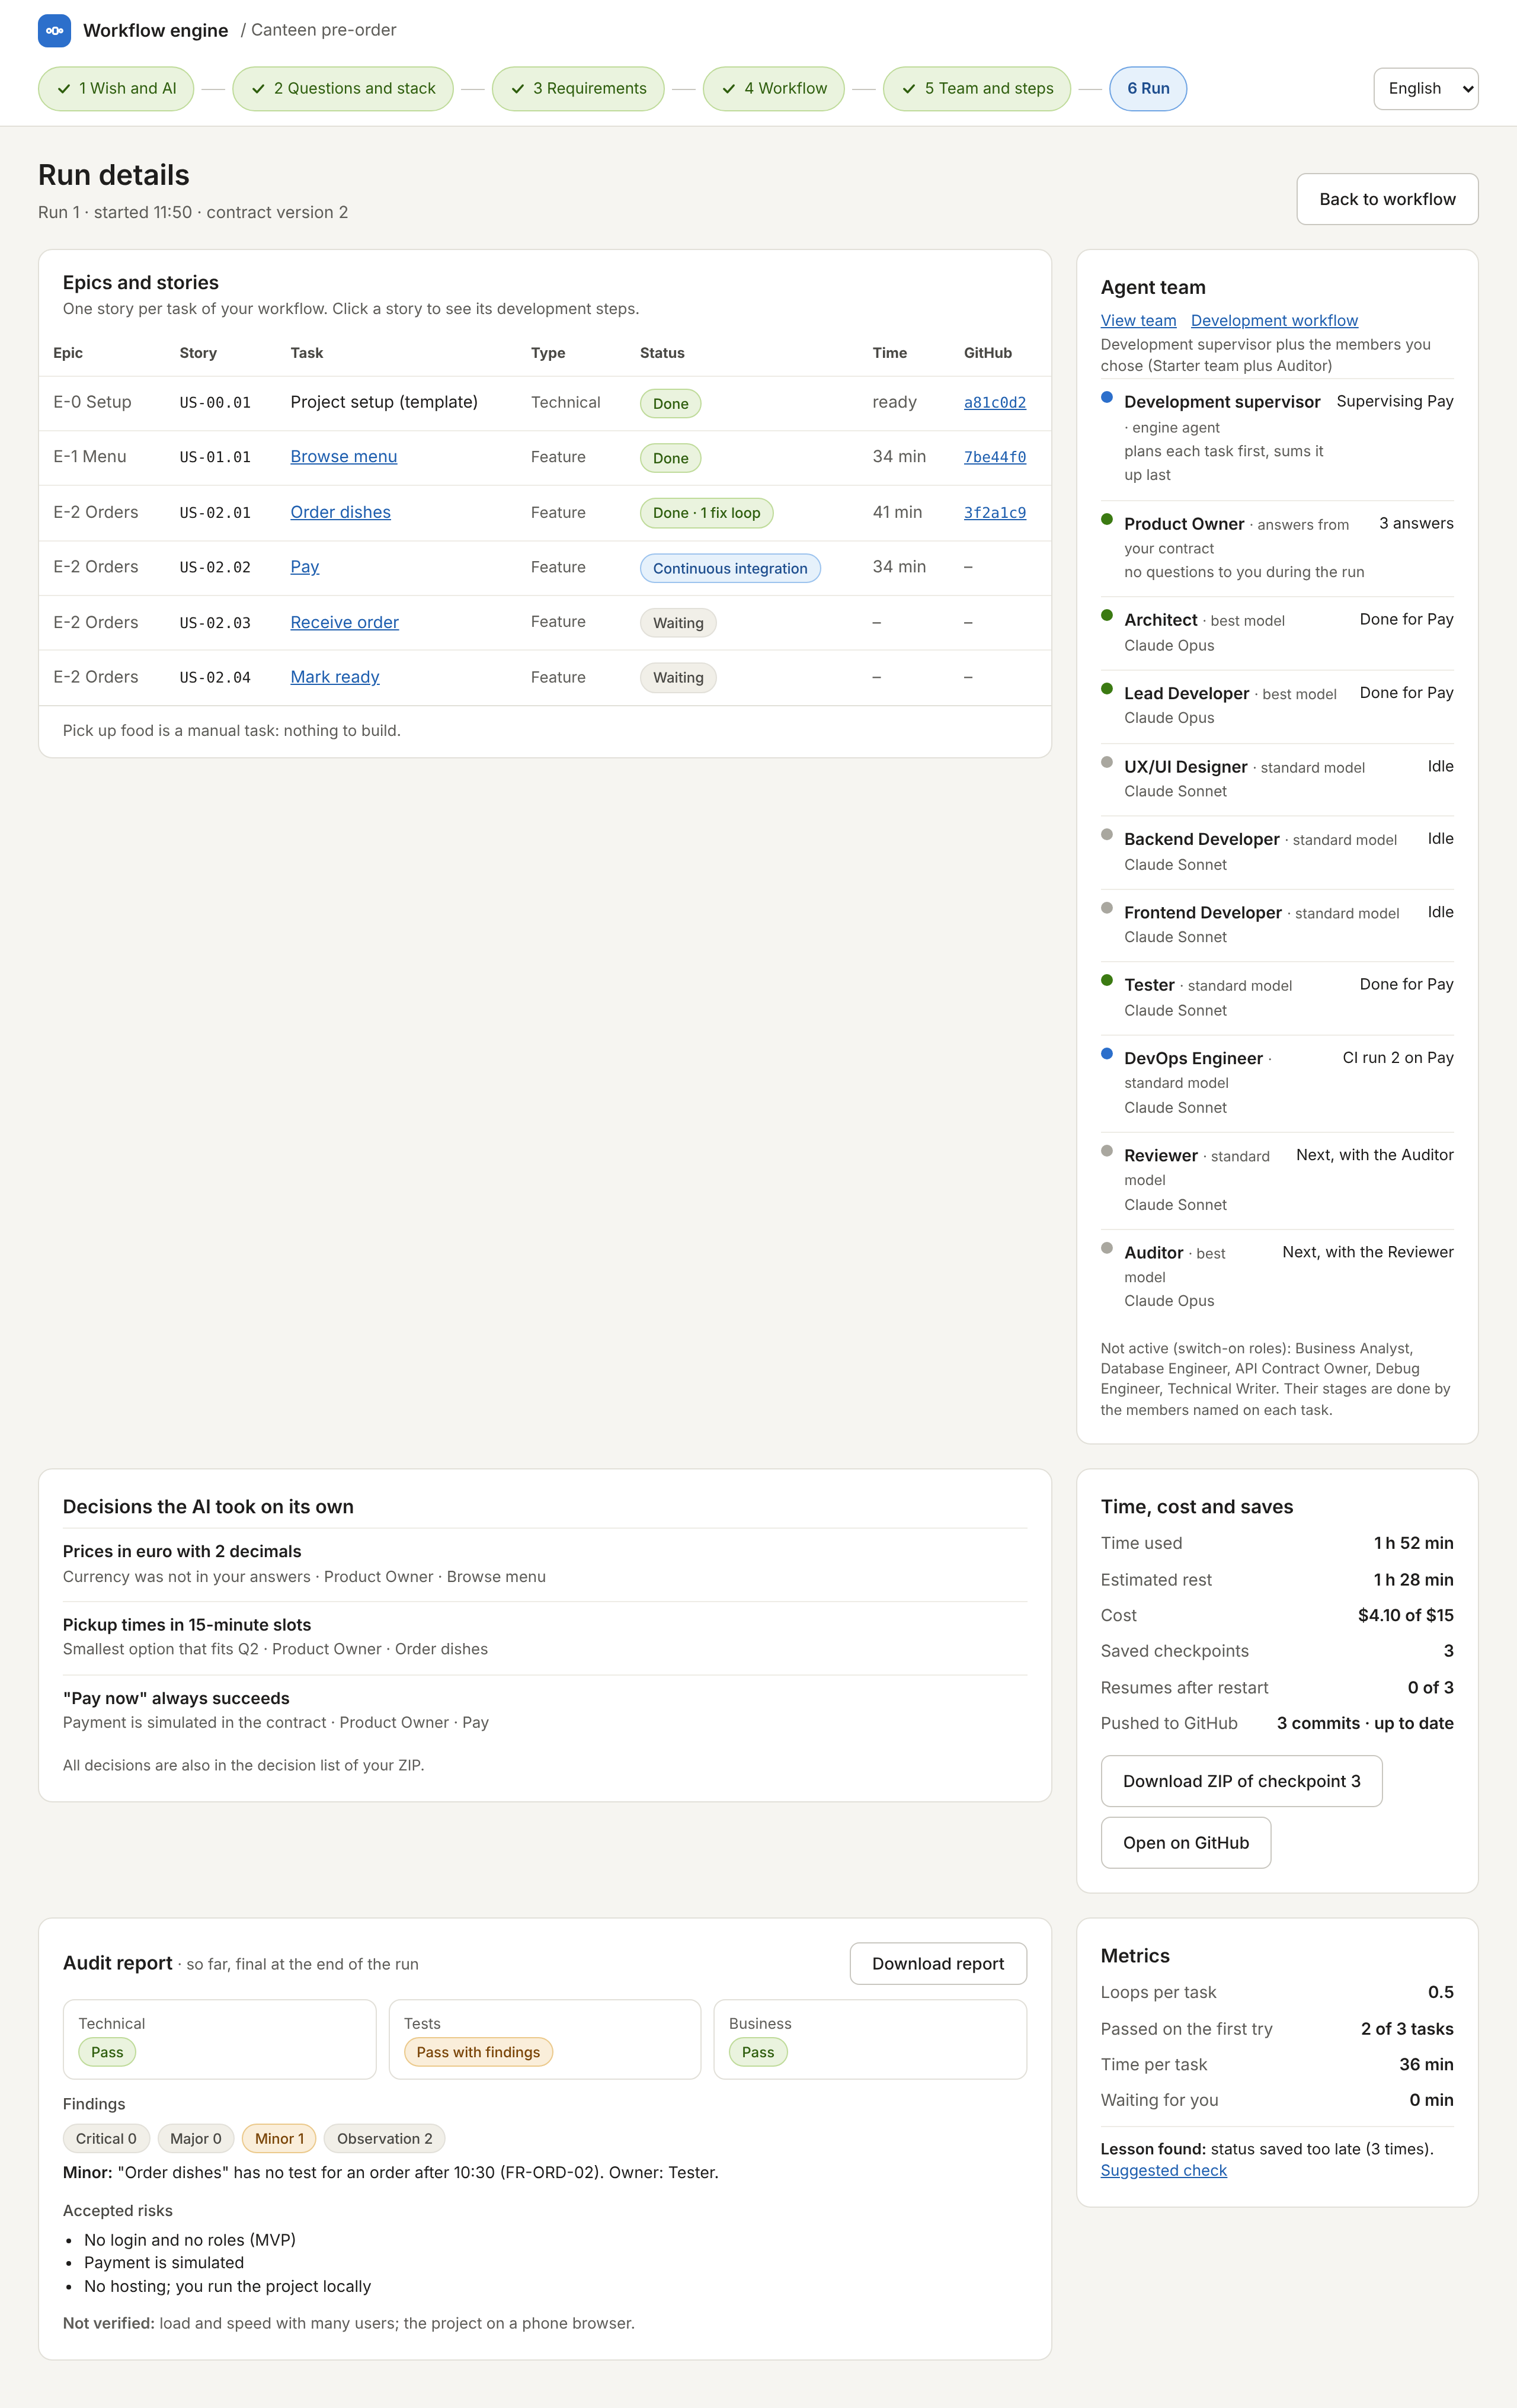 Workflow engine / Canteen pre-order
1 Wish and AI
2 Questions and stack
3 Requirements
4 Workflow
5 Team and steps
6 Run
English
Run details
Run 1 · started 11:50 · contract version 2
Back to workflow
Epics and stories
One story per task of your workflow. Click a story to see its development steps.
Epic Story Task Type Status Time GitHub
E-0 Setup US-00.01 Project setup (template) Technical Done ready a81c0d2
E-1 Menu US-01.01 Browse menu Feature Done 34 min 7be44f0
E-2 Orders US-02.01 Order dishes Feature Done · 1 fix loop 41 min 3f2a1c9
E-2 Orders US-02.02 Pay Feature Continuous integration 34 min –
E-2 Orders US-02.03 Receive order Feature Waiting – –
E-2 Orders US-02.04 Mark ready Feature Waiting – –
Pick up food is a manual task: nothing to build.
Agent team
View team Development workflow
Development supervisor plus the members you
chose (Starter team plus Auditor)
Development supervisor Supervising Pay
· engine agent
plans each task first, sums it
up last
Product Owner · answers from 3 answers
your contract
no questions to you during the run
Architect · best model Done for Pay
Claude Opus
Lead Developer · best model Done for Pay
Claude Opus
UX/UI Designer · standard model Idle
Claude Sonnet
Backend Developer · standard model Idle
Claude Sonnet
Frontend Developer · standard model Idle
Claude Sonnet
Tester · standard model Done for Pay
Claude Sonnet
DevOps Engineer · CI run 2 on Pay
standard model
Claude Sonnet
Reviewer · standard Next, with the Auditor
model
Claude Sonnet
Auditor · best Next, with the Reviewer
model
Claude Opus
Not active (switch-on roles): Business Analyst,
Database Engineer, API Contract Owner, Debug
Engineer, Technical Writer. Their stages are done by
the members named on each task.
Decisions the AI took on its own
Prices in euro with 2 decimals
Currency was not in your answers · Product Owner · Browse menu
Pickup times in 15-minute slots
Smallest option that fits Q2 · Product Owner · Order dishes
"Pay now" always succeeds
Payment is simulated in the contract · Product Owner · Pay
All decisions are also in the decision list of your ZIP.
Time, cost and saves
Time used 1 h 52 min
Estimated rest 1 h 28 min
Cost $4.10 of $15
Saved checkpoints 3
Resumes after restart 0 of 3
Pushed to GitHub 3 commits · up to date
Download ZIP of checkpoint 3
Open on GitHub
Audit report · so far, final at the end of the run
Download report
Technical Tests Business
Pass Pass with findings Pass
Findings
Critical 0 Major 0 Minor 1 Observation 2
Minor: "Order dishes" has no test for an order after 10:30 (FR-ORD-02). Owner: Tester.
Accepted risks
• No login and no roles (MVP)
• Payment is simulated
• No hosting; you run the project locally
Not verified: load and speed with many users; the project on a phone browser.
Metrics
Loops per task 0.5
Passed on the first try 2 of 3 tasks
Time per task 36 min
Waiting for you 0 min
Lesson found: status saved too late (3 times).
Suggested check